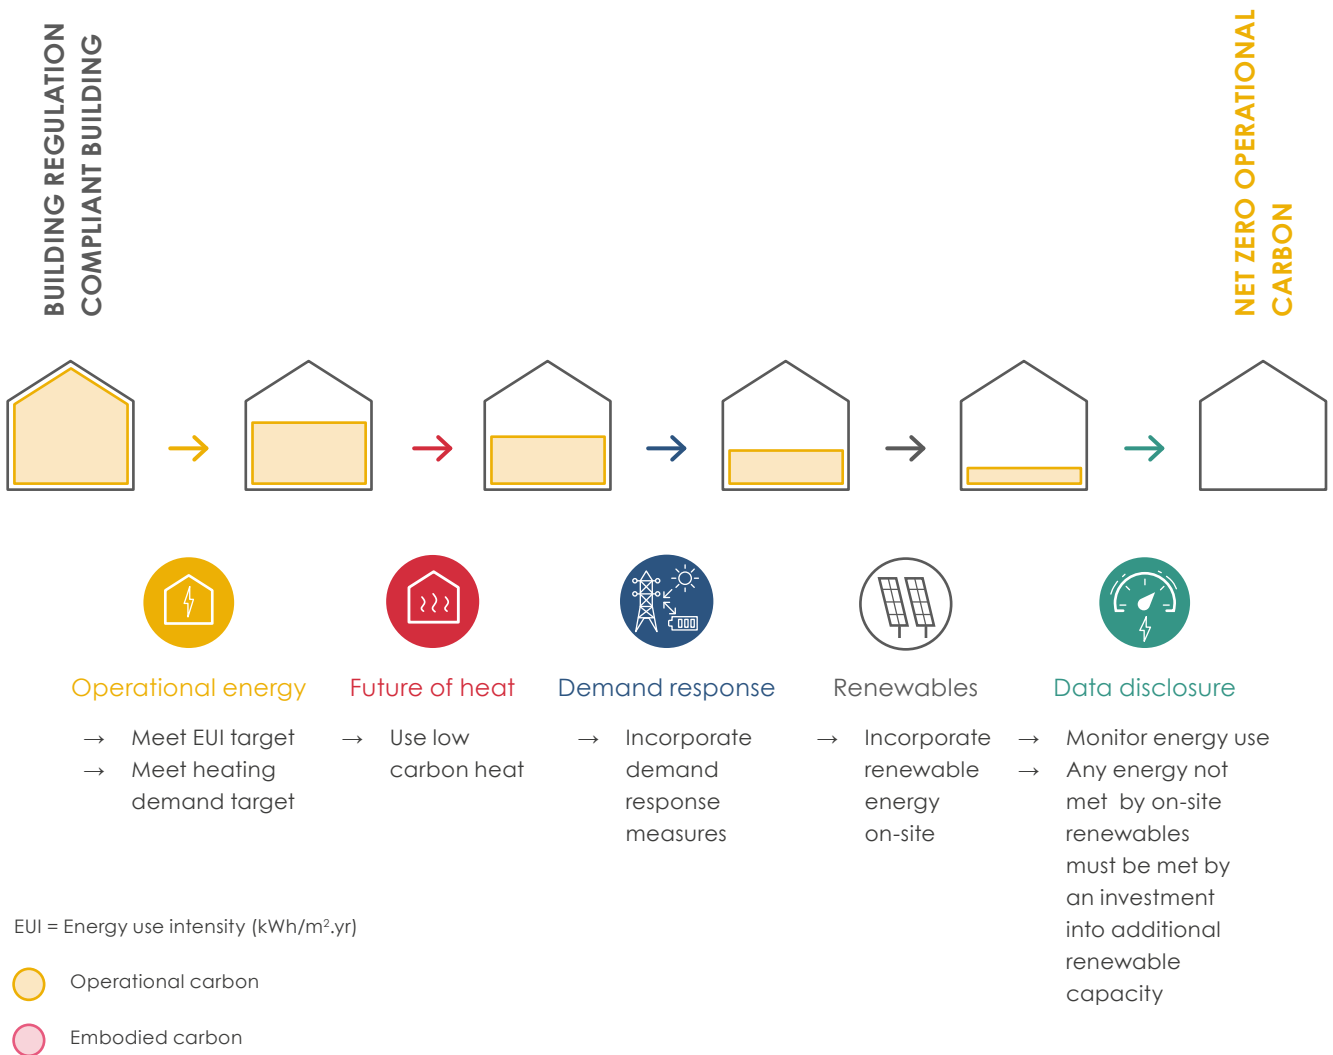 BUILDING REGULATION
COMPLIANT BUILDING
NET ZERO OPERATIONAL
CARBON
Operational energy
→ Meet EUI target
→ Meet heating
demand target
Future of heat
→ Use low
carbon heat
Demand response
→ Incorporate
demand
response
measures
Renewables
→ Incorporate
renewable
energy
on-site
Data disclosure
→ Monitor energy use
→ Any energy not
met by on-site
renewables
must be met by
an investment
into additional
renewable
capacity
EUI = Energy use intensity (kWh/m².yr)
Operational carbon
Embodied carbon